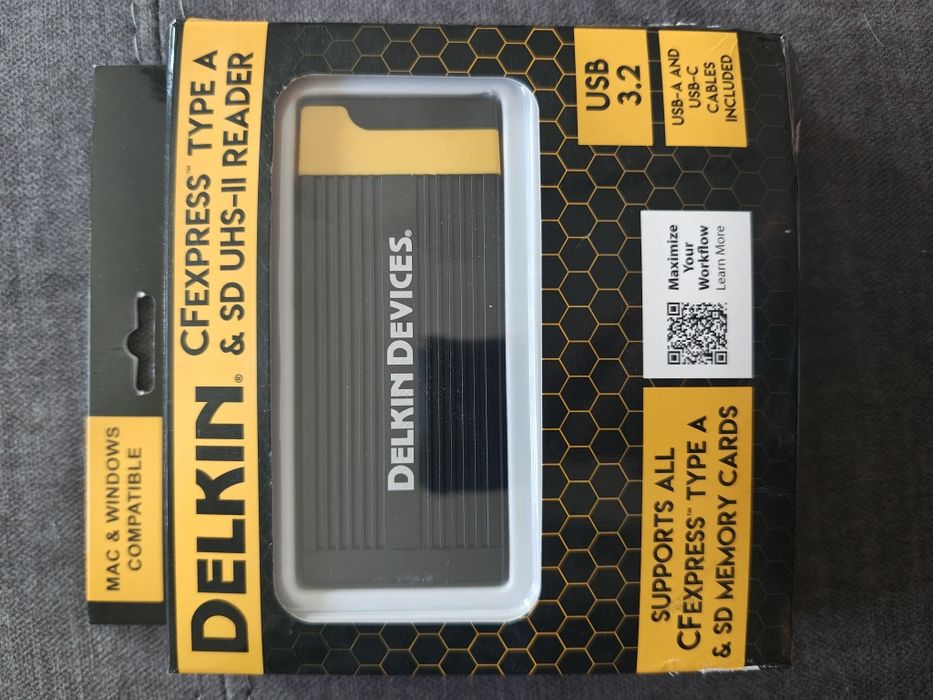 MAC & WINDOWS
COMPATIBLE
DELKIN®
CFEXPRESS™ TYPE A
& SD UHS-II READER
DELKIN DEVICES®
USB
3.2
USB-A AND
USB-C
CABLES
INCLUDED
Maximize
Your
Workflow
Learn More
SUPPORTS ALL
CFEXPRESS™ TYPE A
& SD MEMORY CARDS